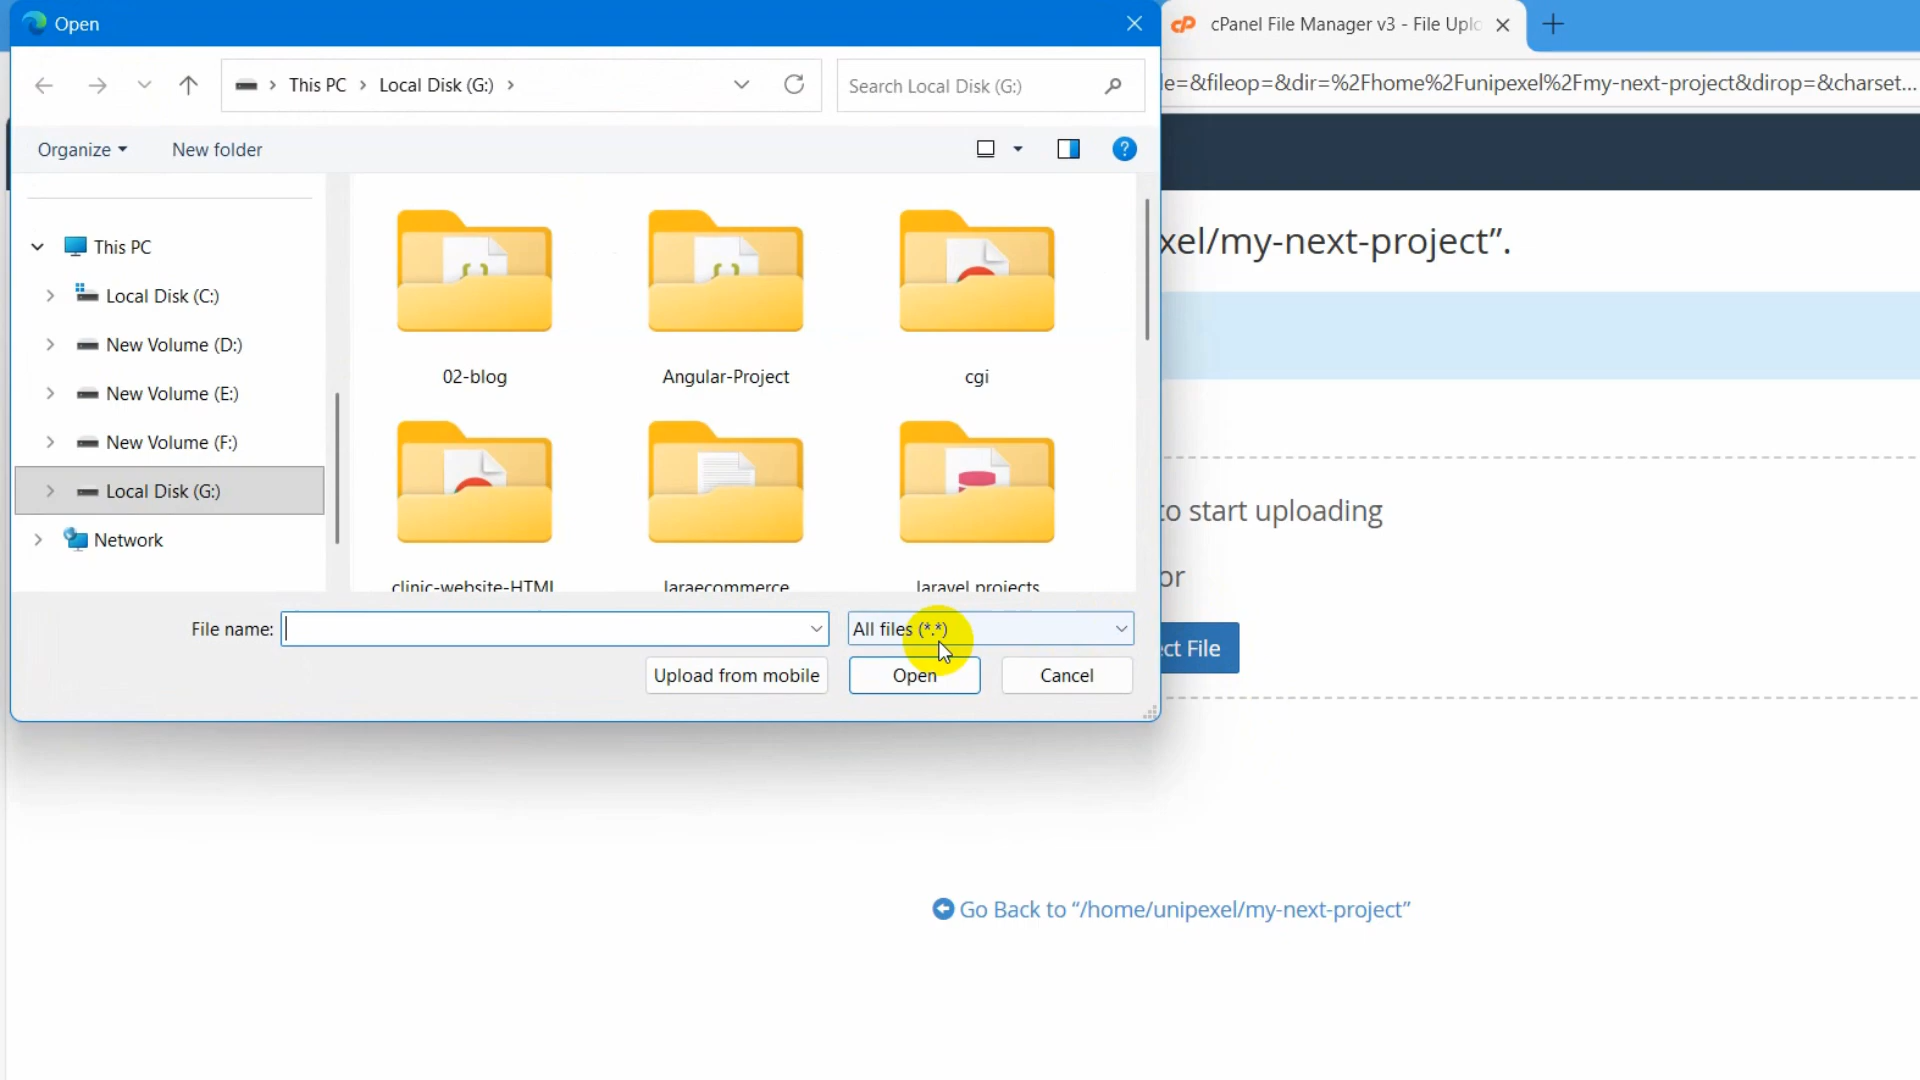 Open
cPanel File Manager v3 - File Uplo
This PC
Local Disk (G:)
Search Local Disk (G:)
le=&fileop=&dir=%2Fhome%2Funipexel%2Fmy-next-project&dirop=&charset...
Organize
New folder
?
xel/my-next-project”.
This PC
Local Disk (C:)
New Volume (D:)
New Volume (E:)
New Volume (F:)
Local Disk (G:)
Network
02-blog
Angular-Project
cgi
clinic-website-HTML
laraecommerce
laravel projects
to start uploading
or
File name:
All files (*.*)
ct File
Upload from mobile
Open
Cancel
Go Back to “/home/unipexel/my-next-project”